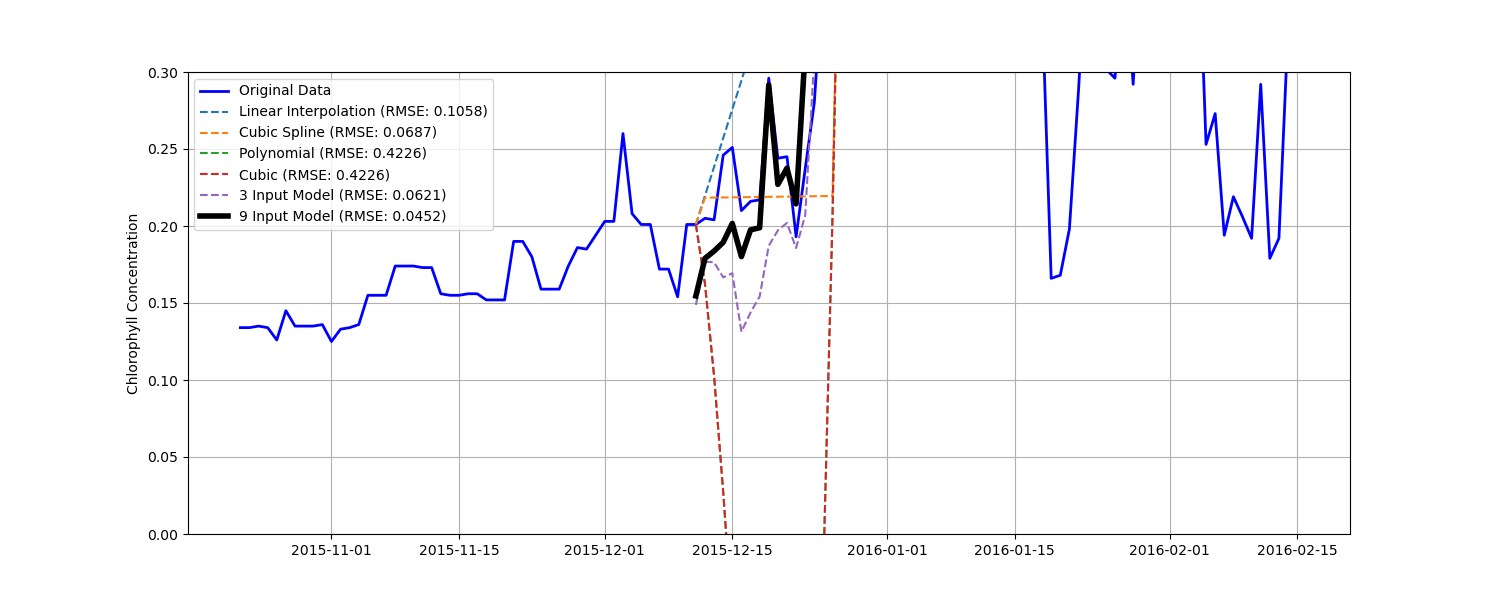 0.30
0.25
0.20
0.15
0.10
0.05
0.00
Chlorophyll Concentration
Original Data
Linear Interpolation (RMSE: 0.1058)
Cubic Spline (RMSE: 0.0687)
Polynomial (RMSE: 0.4226)
Cubic (RMSE: 0.4226)
3 Input Model (RMSE: 0.0621)
9 Input Model (RMSE: 0.0452)
2015-11-01
2015-11-15
2015-12-01
2015-12-15
2016-01-01
2016-01-15
2016-02-01
2016-02-15